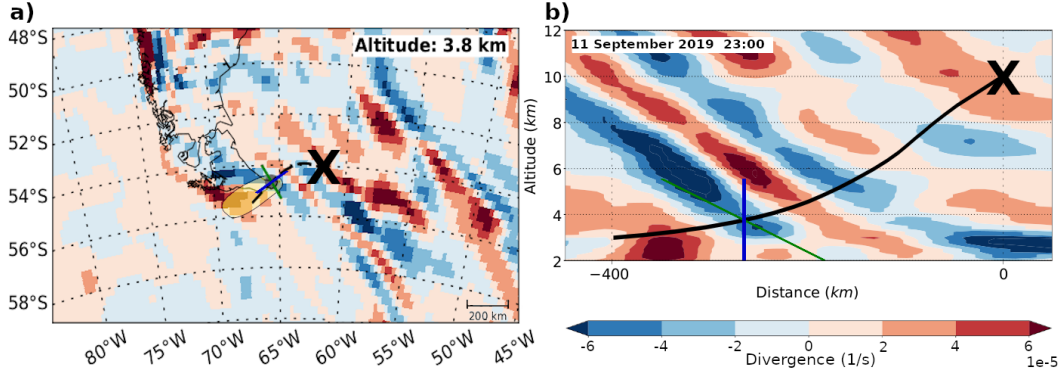 a)
Altitude: 3.8 km
48°S
50°S
52°S
54°S
56°S
58°S
80°W
75°W
70°W
65°W
60°W
55°W
50°W
45°W
X
200 km
b)
11 September 2019 23:00
X
12
10
8
6
4
2
Altitude (km)
−400
0
Distance (km)
-6 -4 -2 0 2 4 6
1e-5
Divergence (1/s)